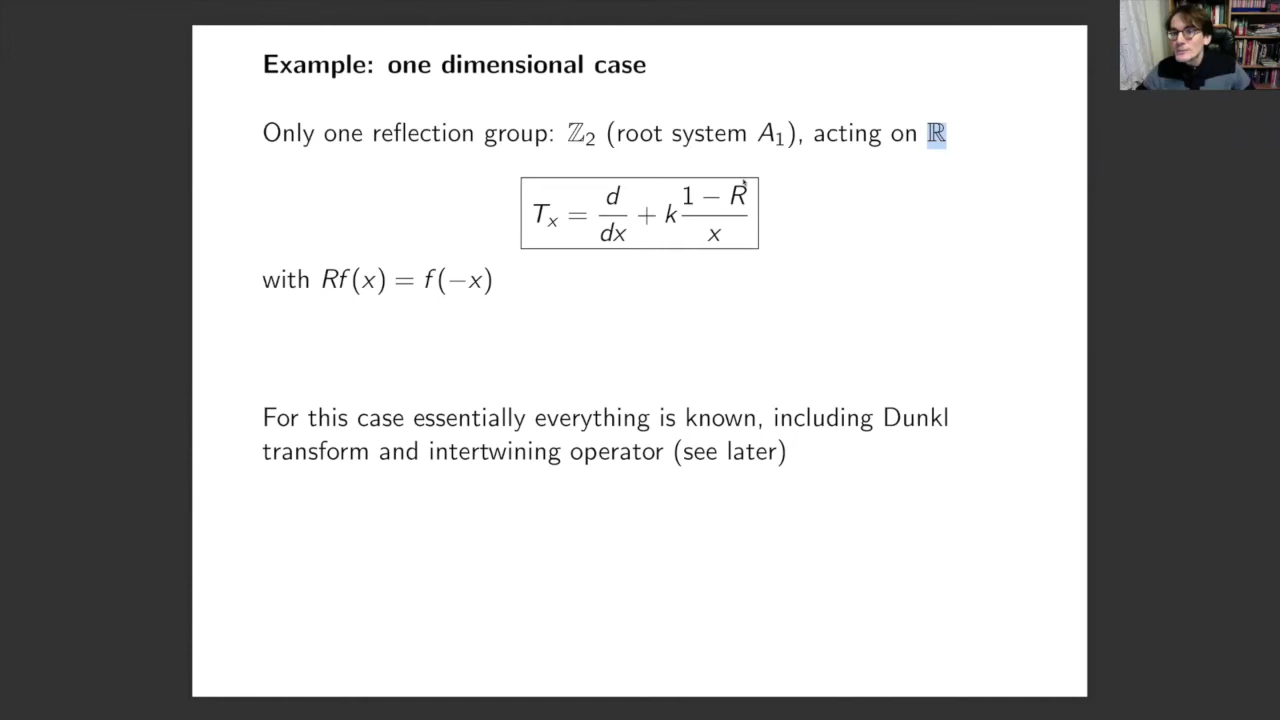 Example: one dimensional case
Only one reflection group: ℤ₂ (root system A₁), acting on ℝ
Tₓ = d/dx + k (1 − R)/x
with Rf(x) = f(−x)
For this case essentially everything is known, including Dunkl
transform and intertwining operator (see later)